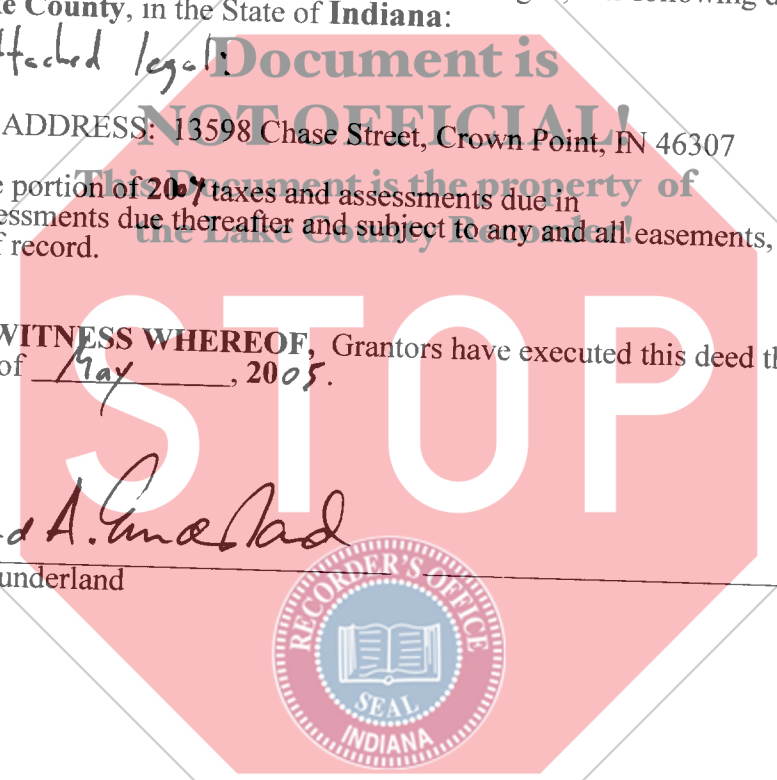 ke County, in the State of Indiana:
ttached legal:
Document is
NOT OFFICIAL!
ADDRESS: 13598 Chase Street, Crown Point, IN 46307
This Document is the property of
e portion of 2004 taxes and assessments due in
essments due thereafter and subject to any and all easements,
the Lake County Recorder!
f record.
STOP
WITNESS WHEREOF, Grantors have executed this deed th
of May, 2005.
d A.
underland
RECORDER'S OFFICE
SEAL
INDIANA